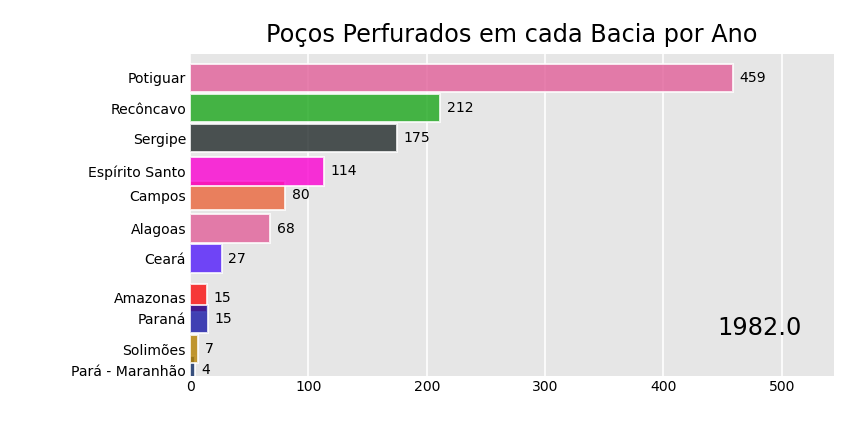 Poços Perfurados em cada Bacia por Ano
Potiguar 459
Recôncavo 212
Sergipe 175
Espírito Santo 114
Campos 80
Alagoas 68
Ceará 27
Amazonas 15
Paraná 15
1982.0
Solimões 7
Pará - Maranhão 4
0 100 200 300 400 500